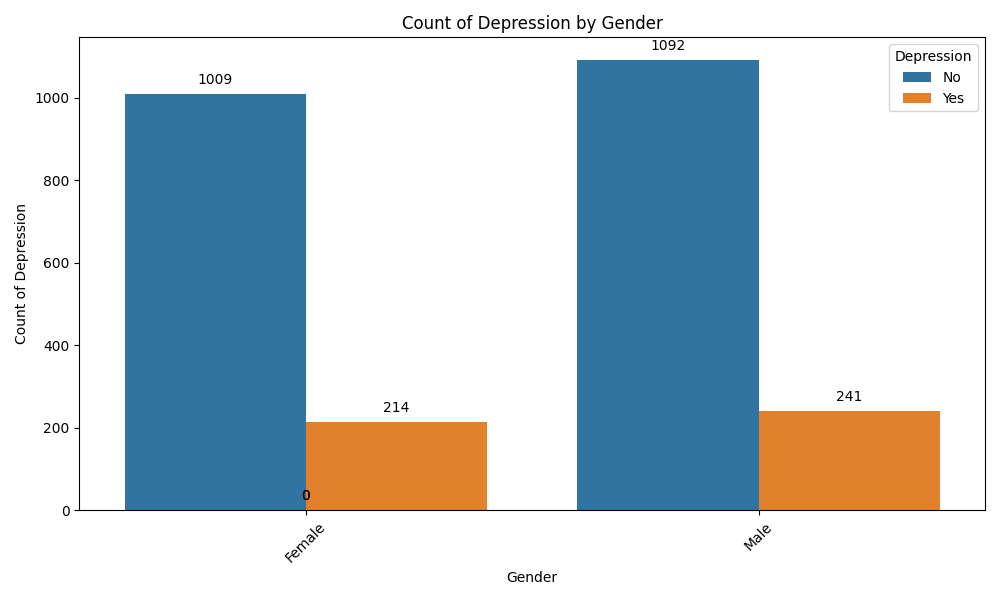 Count of Depression by Gender
Depression
No
Yes
Count of Depression
1000
800
600
400
200
0
1009
214
0
1092
241
Female
Male
Gender